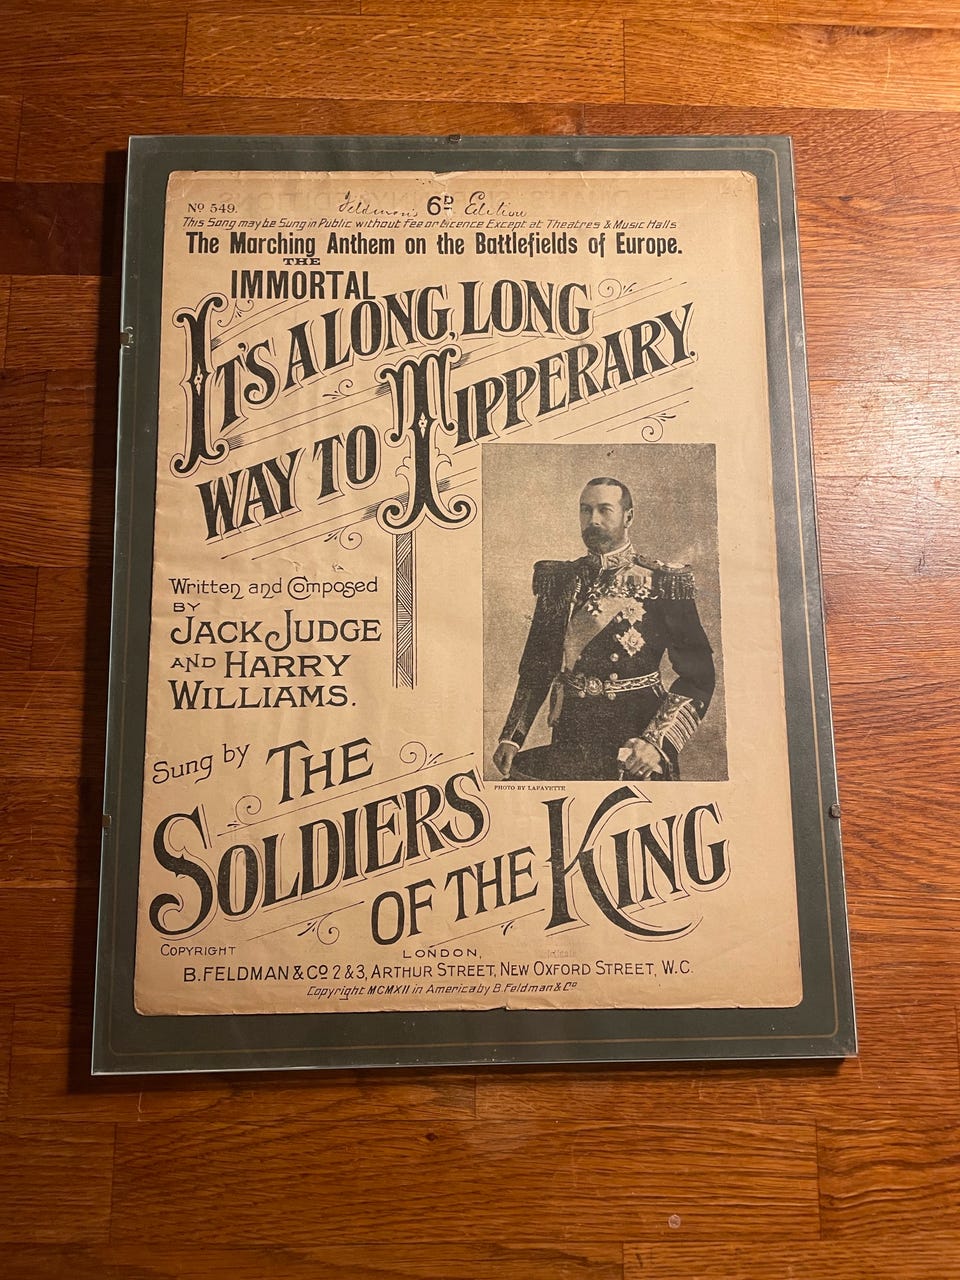 Nº 549.
Feldman's 6D Edition
This Song may be Sung in Public without Fee or Licence Except at Theatres & Music Halls
The Marching Anthem on the Battlefields of Europe.
THE
IMMORTAL
IT'S A LONG, LONG
WAY TO TIPPERARY.
Written and Composed
BY
JACK JUDGE
AND HARRY
WILLIAMS.
PHOTO BY LAFAYETTE
Sung by THE
SOLDIERS
OF THE KING
COPYRIGHT
LONDON,
B. FELDMAN & Cº 2 & 3, ARTHUR STREET, NEW OXFORD STREET, W.C.
Copyright MCMXII in America by B. Feldman & Cº